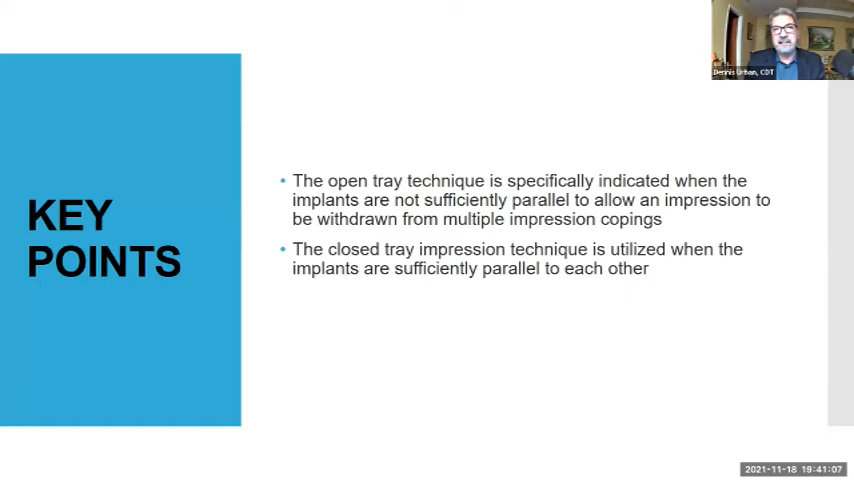 Dennis Urban, CDT
KEY
POINTS
• The open tray technique is specifically indicated when the
implants are not sufficiently parallel to allow an impression to
be withdrawn from multiple impression copings
• The closed tray impression technique is utilized when the
implants are sufficiently parallel to each other
2021-11-18 19:41:07